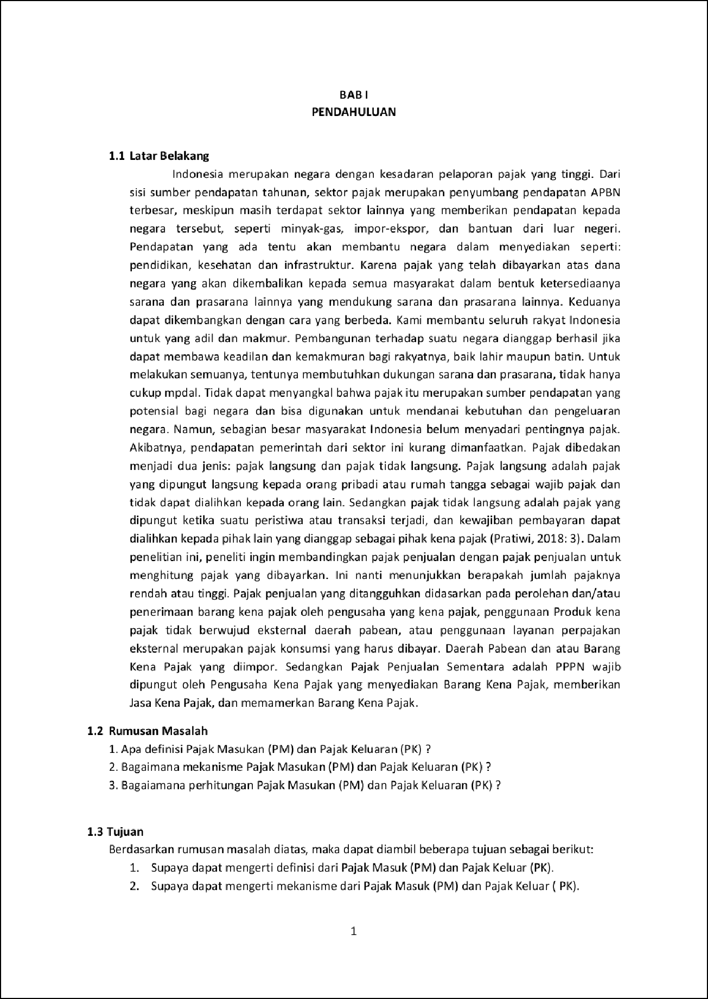 BAB I
PENDAHULUAN
1.1 Latar Belakang
Indonesia merupakan negara dengan kesadaran pelaporan pajak yang tinggi. Dari
sisi sumber pendapatan tahunan, sektor pajak merupakan penyumbang pendapatan APBN
terbesar, meskipun masih terdapat sektor lainnya yang memberikan pendapatan kepada
negara tersebut, seperti minyak-gas, impor-ekspor, dan bantuan dari luar negeri.
Pendapatan yang ada tentu akan membantu negara dalam menyediakan seperti:
pendidikan, kesehatan dan infrastruktur. Karena pajak yang telah dibayarkan atas dana
negara yang akan dikembalikan kepada semua masyarakat dalam bentuk ketersediaanya
sarana dan prasarana lainnya yang mendukung sarana dan prasarana lainnya. Keduanya
dapat dikembangkan dengan cara yang berbeda. Kami membantu seluruh rakyat Indonesia
untuk yang adil dan makmur. Pembangunan terhadap suatu negara dianggap berhasil jika
dapat membawa keadilan dan kemakmuran bagi rakyatnya, baik lahir maupun batin. Untuk
melakukan semuanya, tentunya membutuhkan dukungan sarana dan prasarana, tidak hanya
cukup mpdal. Tidak dapat menyangkal bahwa pajak itu merupakan sumber pendapatan yang
potensial bagi negara dan bisa digunakan untuk mendanai kebutuhan dan pengeluaran
negara. Namun, sebagian besar masyarakat Indonesia belum menyadari pentingnya pajak.
Akibatnya, pendapatan pemerintah dari sektor ini kurang dimanfaatkan. Pajak dibedakan
menjadi dua jenis: pajak langsung dan pajak tidak langsung. Pajak langsung adalah pajak
yang dipungut langsung kepada orang pribadi atau rumah tangga sebagai wajib pajak dan
tidak dapat dialihkan kepada orang lain. Sedangkan pajak tidak langsung adalah pajak yang
dipungut ketika suatu peristiwa atau transaksi terjadi, dan kewajiban pembayaran dapat
dialihkan kepada pihak lain yang dianggap sebagai pihak kena pajak (Pratiwi, 2018: 3). Dalam
penelitian ini, peneliti ingin membandingkan pajak penjualan dengan pajak penjualan untuk
menghitung pajak yang dibayarkan. Ini nanti menunjukkan berapakah jumlah pajaknya
rendah atau tinggi. Pajak penjualan yang ditangguhkan didasarkan pada perolehan dan/atau
penerimaan barang kena pajak oleh pengusaha yang kena pajak, penggunaan Produk kena
pajak tidak berwujud eksternal daerah pabean, atau penggunaan layanan perpajakan
eksternal merupakan pajak konsumsi yang harus dibayar. Daerah Pabean dan atau Barang
Kena Pajak yang diimpor. Sedangkan Pajak Penjualan Sementara adalah PPPN wajib
dipungut oleh Pengusaha Kena Pajak yang menyediakan Barang Kena Pajak, memberikan
Jasa Kena Pajak, dan memamerkan Barang Kena Pajak.
1.2 Rumusan Masalah
1. Apa definisi Pajak Masukan (PM) dan Pajak Keluaran (PK) ?
2. Bagaimana mekanisme Pajak Masukan (PM) dan Pajak Keluaran (PK) ?
3. Bagaiamana perhitungan Pajak Masukan (PM) dan Pajak Keluaran (PK) ?
1.3 Tujuan
Berdasarkan rumusan masalah diatas, maka dapat diambil beberapa tujuan sebagai berikut:
1. Supaya dapat mengerti definisi dari Pajak Masuk (PM) dan Pajak Keluar (PK).
2. Supaya dapat mengerti mekanisme dari Pajak Masuk (PM) dan Pajak Keluar ( PK).
1